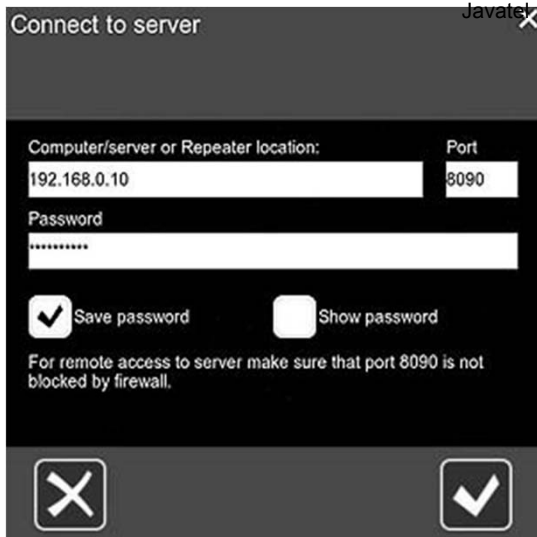 Javatel
Connect to server
Computer/server or Repeater location:
Port
192.168.0.10
8090
Password
**********
Save password
Show password
For remote access to server make sure that port 8090 is not
blocked by firewall.